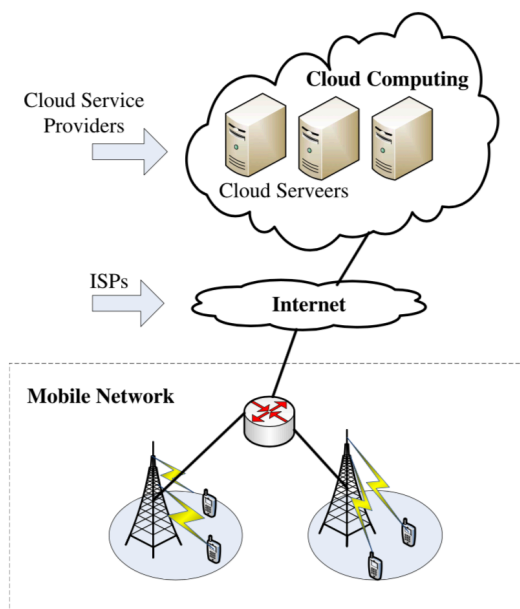 Cloud Computing
Cloud Service
Providers
Cloud Serveers
ISPs
Internet
Mobile Network